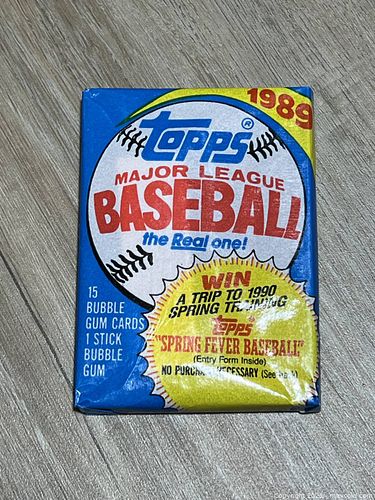 1989
Topps®
MAJOR LEAGUE
BASEBALL
the Real one!
WIN
A TRIP TO 1990
SPRING TRAINING
Topps
"SPRING FEVER BASEBALL"
(Entry Form Inside)
NO PURCHASE NECESSARY (See
15
BUBBLE
GUM CARDS
1 STICK
BUBBLE
GUM